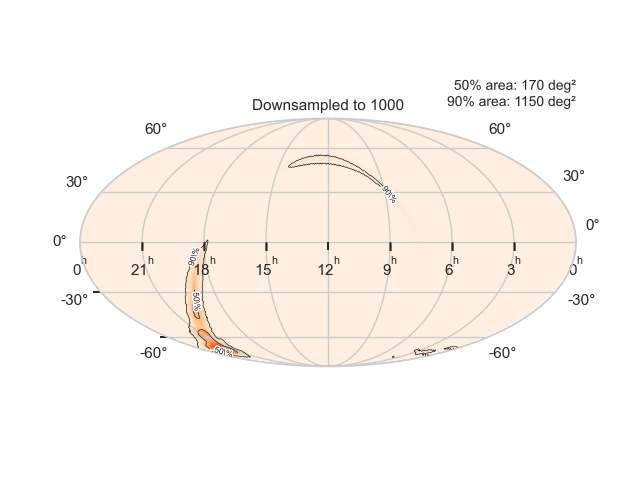 50% area: 170 deg²
90% area: 1150 deg²
Downsampled to 1000
60° 60°
30° 30°
0° 0°
0h 21h 18h 15h 12h 9h 6h 3h 0h
-30° -30°
-60° -60°
90\%
90\%
50\%
50\%